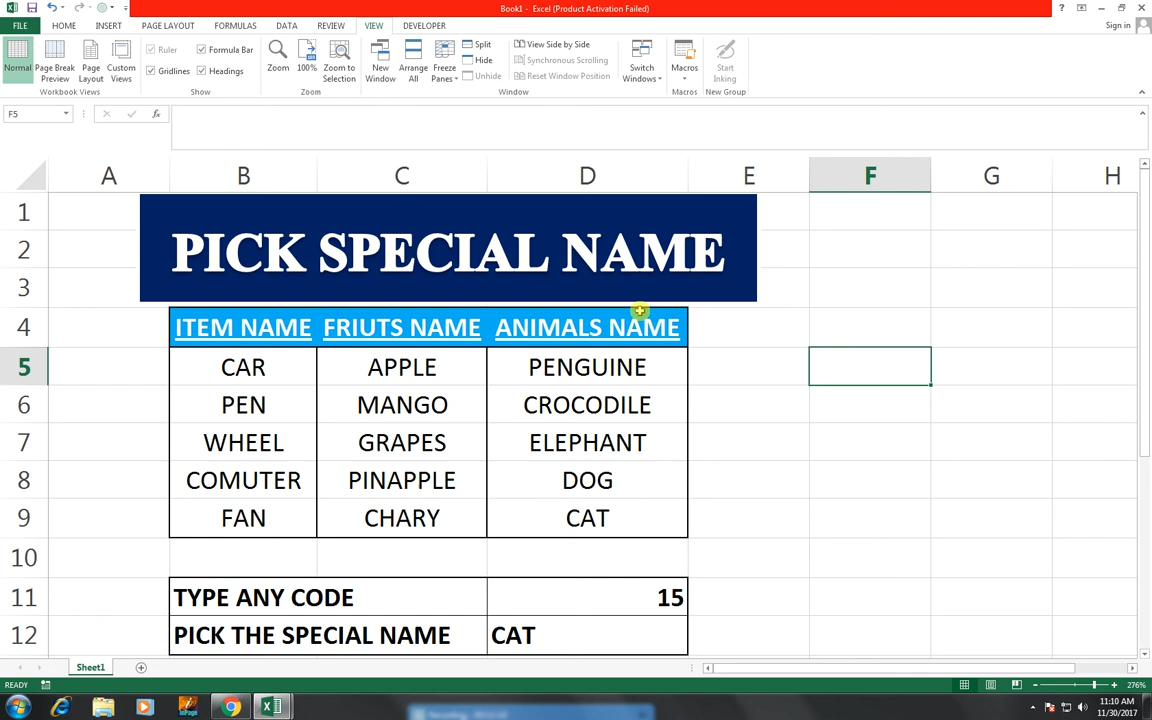 Book1 - Excel (Product Activation Failed)
FILE HOME INSERT PAGE LAYOUT FORMULAS DATA REVIEW VIEW DEVELOPER Sign in
Normal Page Break Preview Page Layout Custom Views
Ruler Formula Bar
Gridlines Headings
Zoom 100% Zoom to Selection
New Window Arrange All Freeze Panes
Split
Hide
Unhide
View Side by Side
Synchronous Scrolling
Reset Window Position
Switch Windows Macros Start Inking
Workbook Views Show Zoom Window Macros New Group
F5 fx
A B C D E F G H
1
2
3
PICK SPECIAL NAME
4 ITEM NAME FRIUTS NAME ANIMALS NAME
5 CAR APPLE PENGUINE
6 PEN MANGO CROCODILE
7 WHEEL GRAPES ELEPHANT
8 COMUTER PINAPPLE DOG
9 FAN CHARY CAT
10
11 TYPE ANY CODE 15
12 PICK THE SPECIAL NAME CAT
Sheet1
READY 276%
11:10 AM
11/30/2017